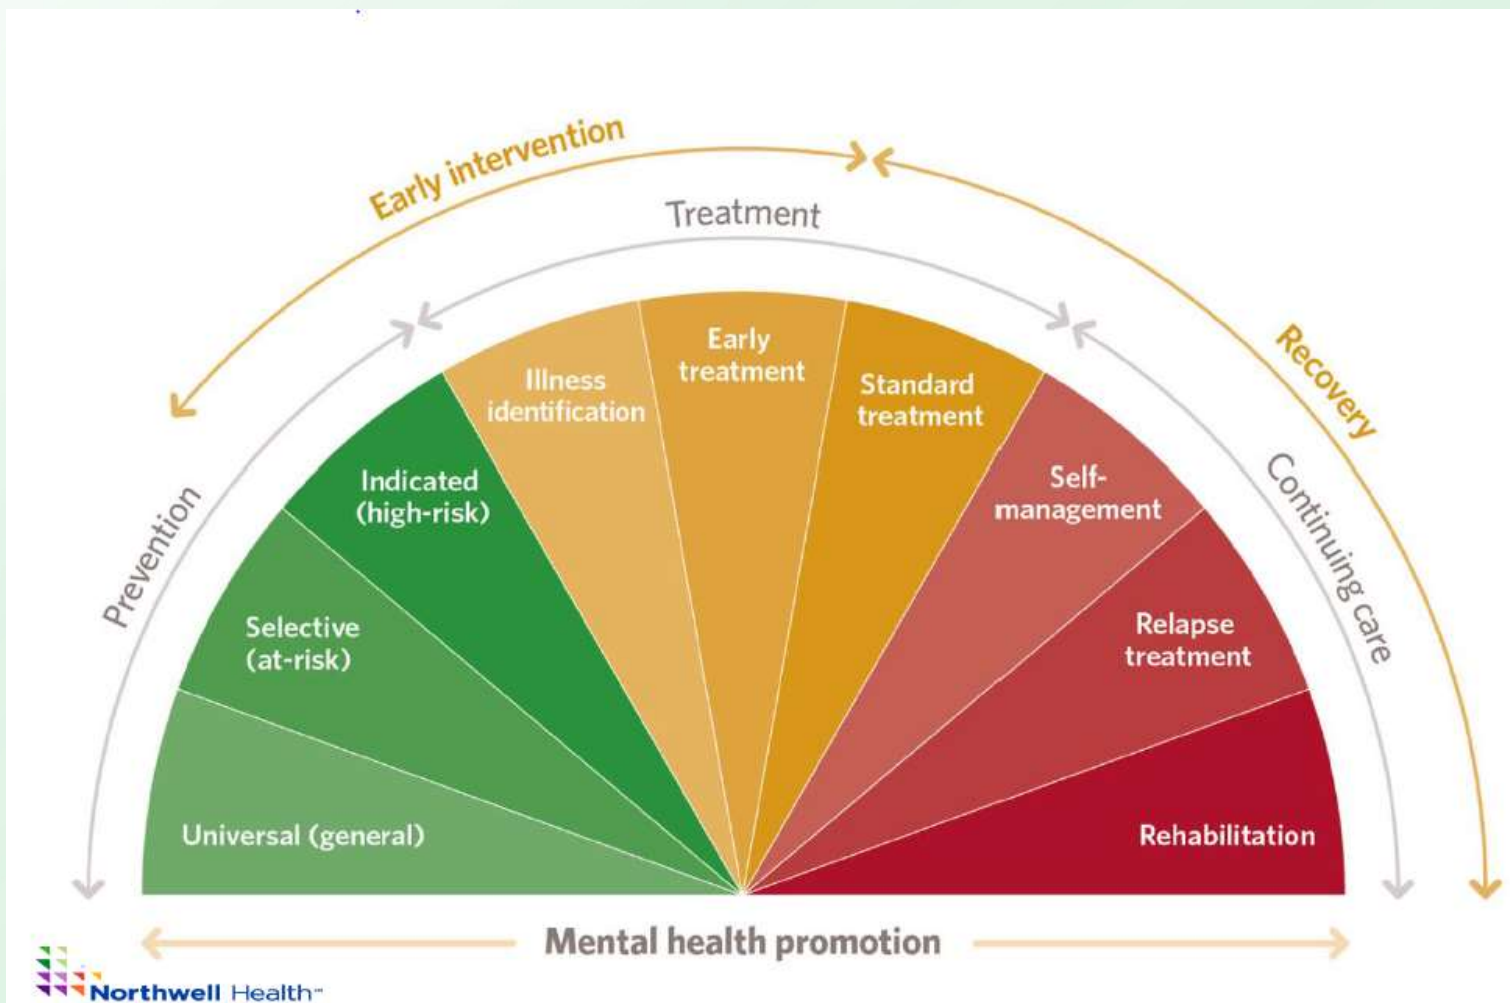 Early intervention
Treatment
Recovery
Prevention
Continuing care
Early
treatment
Illness
identification
Standard
treatment
Indicated
(high-risk)
Self-
management
Selective
(at-risk)
Relapse
treatment
Universal (general)
Rehabilitation
Mental health promotion
Northwell Health℠